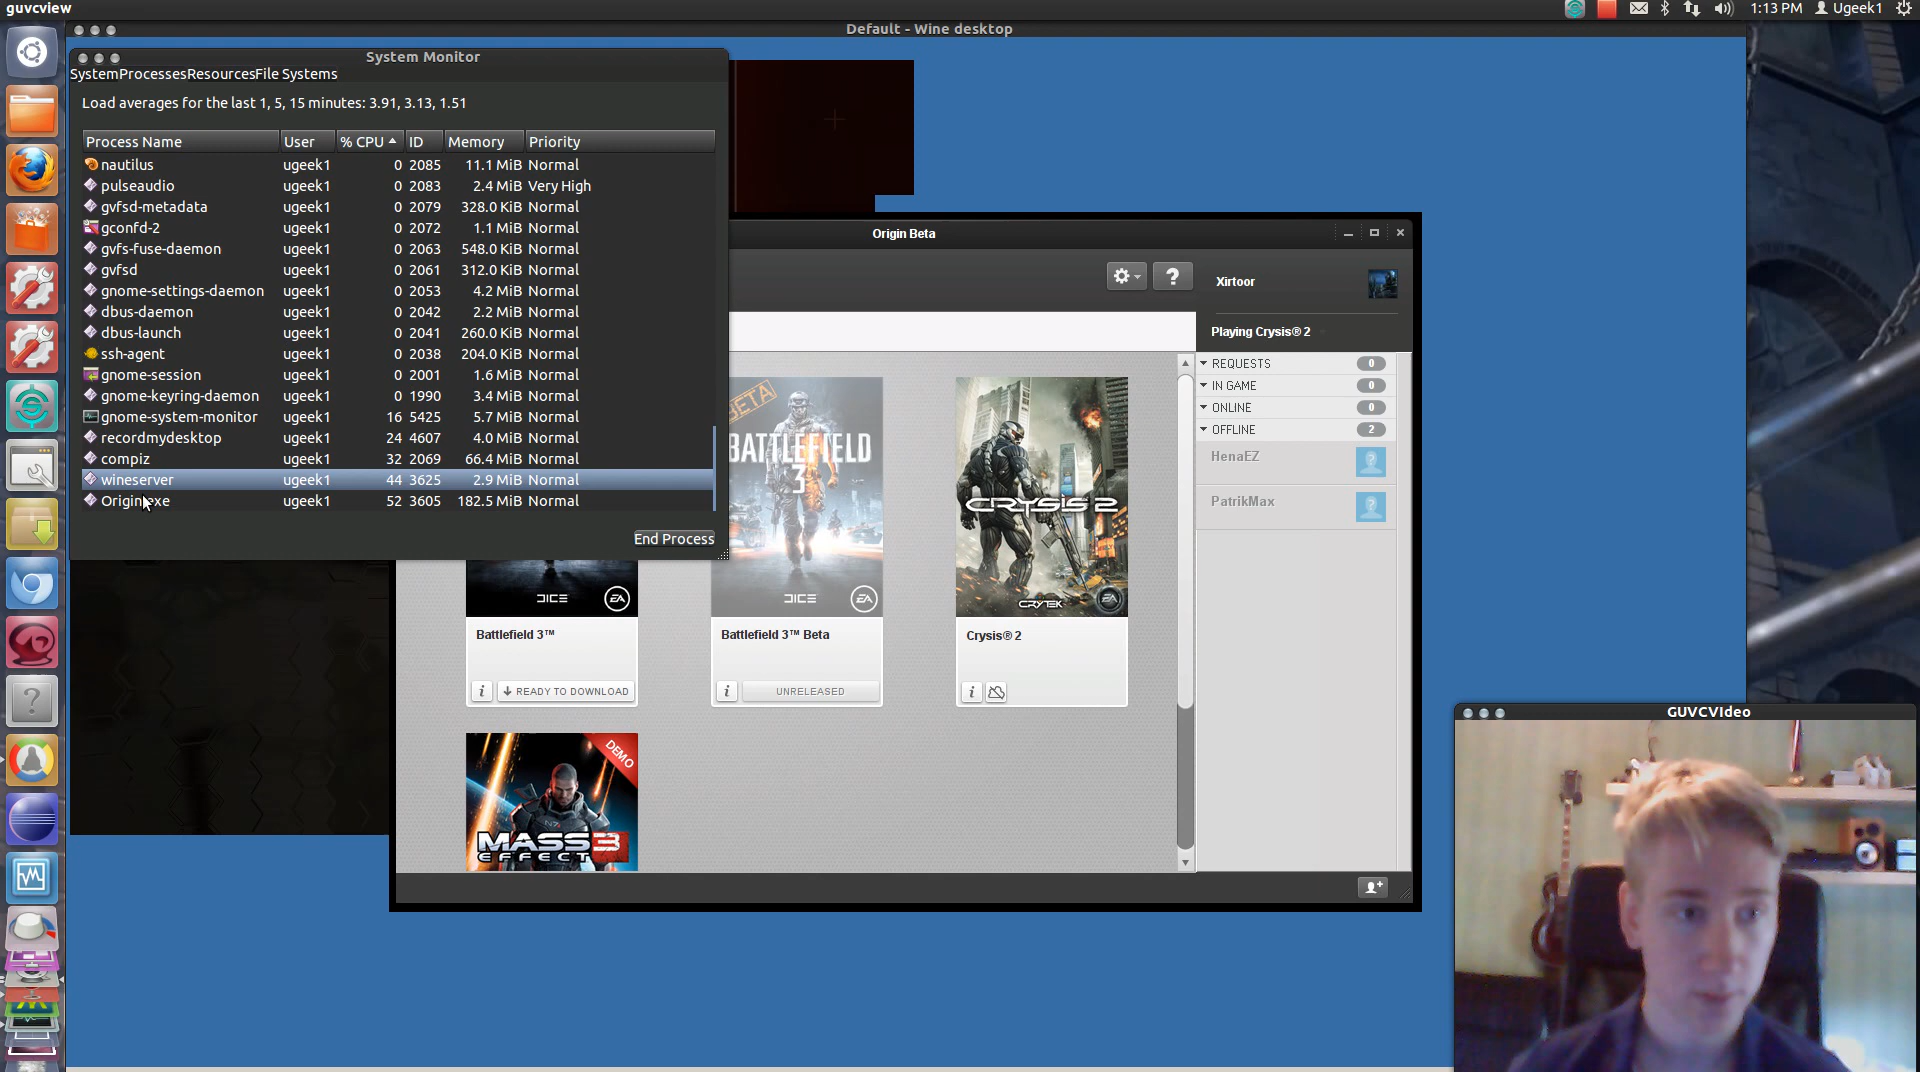 guvcview
1:13 PM Ugeek1
Default - Wine desktop
System Monitor
System Processes Resources File Systems
Load averages for the last 1, 5, 15 minutes: 3.91, 3.13, 1.51
Process Name User % CPU ID Memory Priority
nautilus ugeek1 0 2085 11.1 MiB Normal
pulseaudio ugeek1 0 2083 2.4 MiB Very High
gvfsd-metadata ugeek1 0 2079 328.0 KiB Normal
gconfd-2 ugeek1 0 2072 1.1 MiB Normal
gvfs-fuse-daemon ugeek1 0 2063 548.0 KiB Normal
gvfsd ugeek1 0 2061 312.0 KiB Normal
gnome-settings-daemon ugeek1 0 2053 4.2 MiB Normal
dbus-daemon ugeek1 0 2042 2.2 MiB Normal
dbus-launch ugeek1 0 2041 260.0 KiB Normal
ssh-agent ugeek1 0 2038 204.0 KiB Normal
gnome-session ugeek1 0 2001 1.6 MiB Normal
gnome-keyring-daemon ugeek1 0 1990 3.4 MiB Normal
gnome-system-monitor ugeek1 16 5425 5.7 MiB Normal
recordmydesktop ugeek1 24 4607 4.0 MiB Normal
compiz ugeek1 32 2069 66.4 MiB Normal
wineserver ugeek1 44 3625 2.9 MiB Normal
Origin.exe ugeek1 52 3605 182.5 MiB Normal
End Process
Origin Beta
?
Xirtoor
Playing Crysis® 2
REQUESTS 0
IN GAME 0
ONLINE 0
OFFLINE 2
HenaEZ
PatrikMax
BETA
BATTLEFIELD
3
DICE EA
DICE EA
CRYSIS 2
CRYTEK EA
Battlefield 3™
Battlefield 3™ Beta
Crysis® 2
i READY TO DOWNLOAD
i UNRELEASED
i
DEMO
N7
MASS 3
EFFECT
GUVCVIdeo